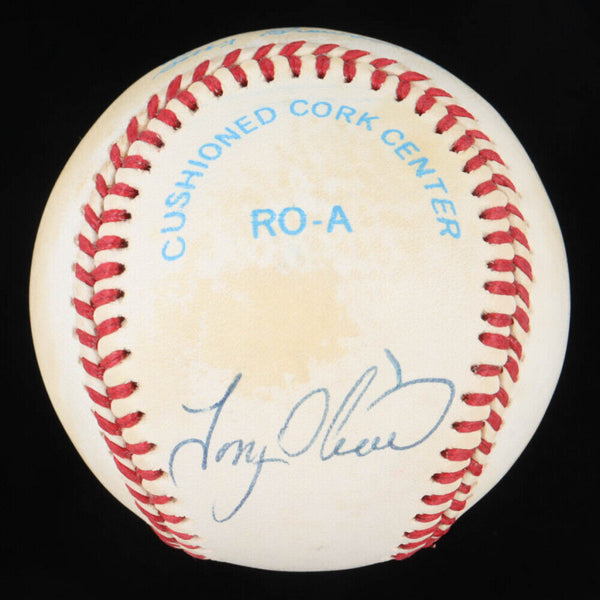 CUSHIONED CORK CENTER
RO-A
Tony Oliva